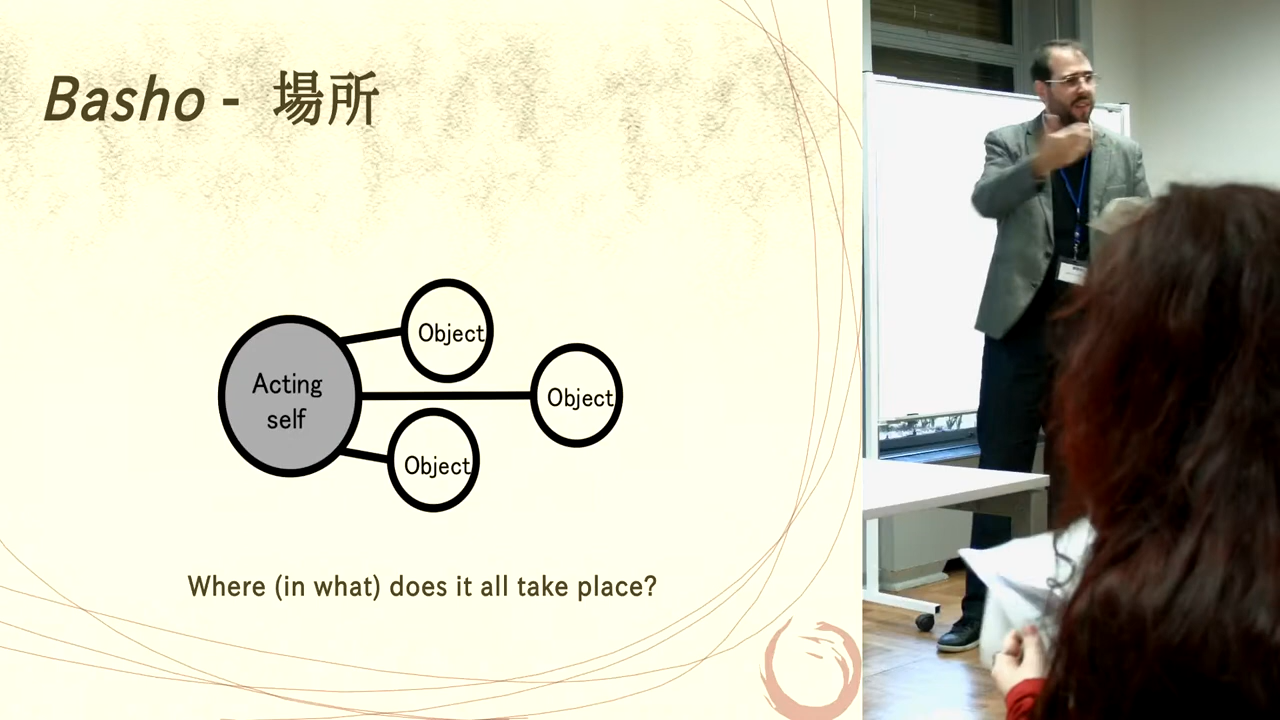 Basho - 場所
Object
Acting
self
Object
Object
Where (in what) does it all take place?